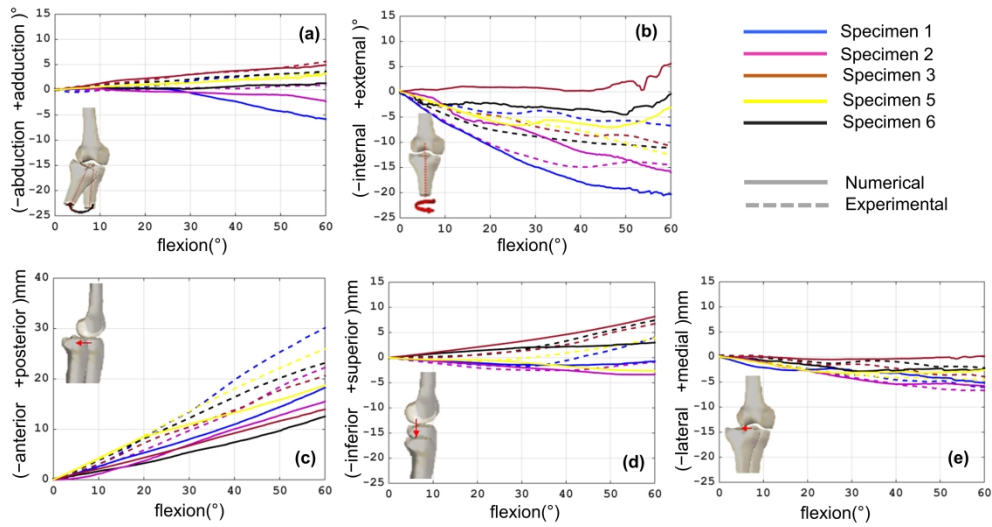 (a)
(−abduction +adduction )°
15
10
5
0
−5
−10
−15
−20
−25
0 10 20 30 40 50 60
flexion(°)
(b)
(−internal +external )°
15
10
5
0
−5
−10
−15
−20
−25
0 10 20 30 40 50 60
flexion(°)
Specimen 1
Specimen 2
Specimen 3
Specimen 5
Specimen 6
Numerical
Experimental
(c)
(−anterior +posterior )mm
40
30
20
10
0
0 10 20 30 40 50 60
flexion(°)
(d)
(−inferior +superior )mm
15
10
5
0
−5
−10
−15
−20
−25
0 10 20 30 40 50 60
flexion(°)
(e)
(−lateral +medial )mm
15
10
5
0
−5
−10
−15
−20
−25
0 10 20 30 40 50 60
flexion(°)